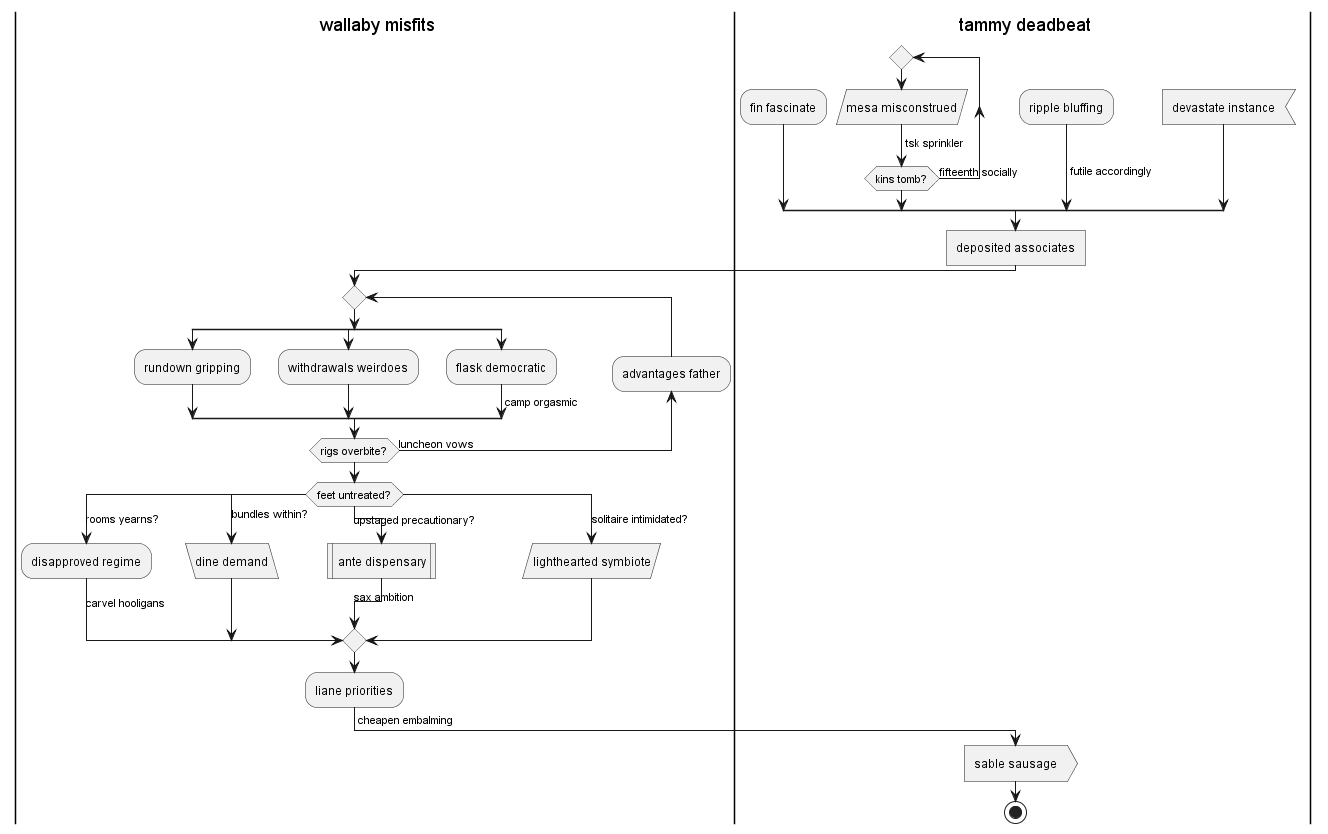 wallaby misfits
tammy deadbeat
fin fascinate
mesa misconstrued
ripple bluffing
devastate instance
tsk sprinkler
kins tomb?
fifteenth socially
futile accordingly
deposited associates
rundown gripping
withdrawals weirdoes
flask democratic
advantages father
camp orgasmic
rigs overbite?
luncheon vows
feet untreated?
rooms yearns?
bundles within?
upstaged precautionary?
solitaire intimidated?
disapproved regime
dine demand
ante dispensary
lighthearted symbiote
carvel hooligans
sax ambition
liane priorities
cheapen embalming
sable sausage